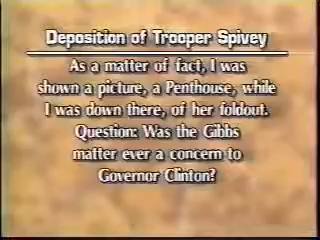 Deposition of Trooper Spivey
As a matter of fact, I was
shown a picture, a Penthouse, while
I was down there, of her foldout.
Question: Was the Gibbs
matter ever a concern to
Governor Clinton?